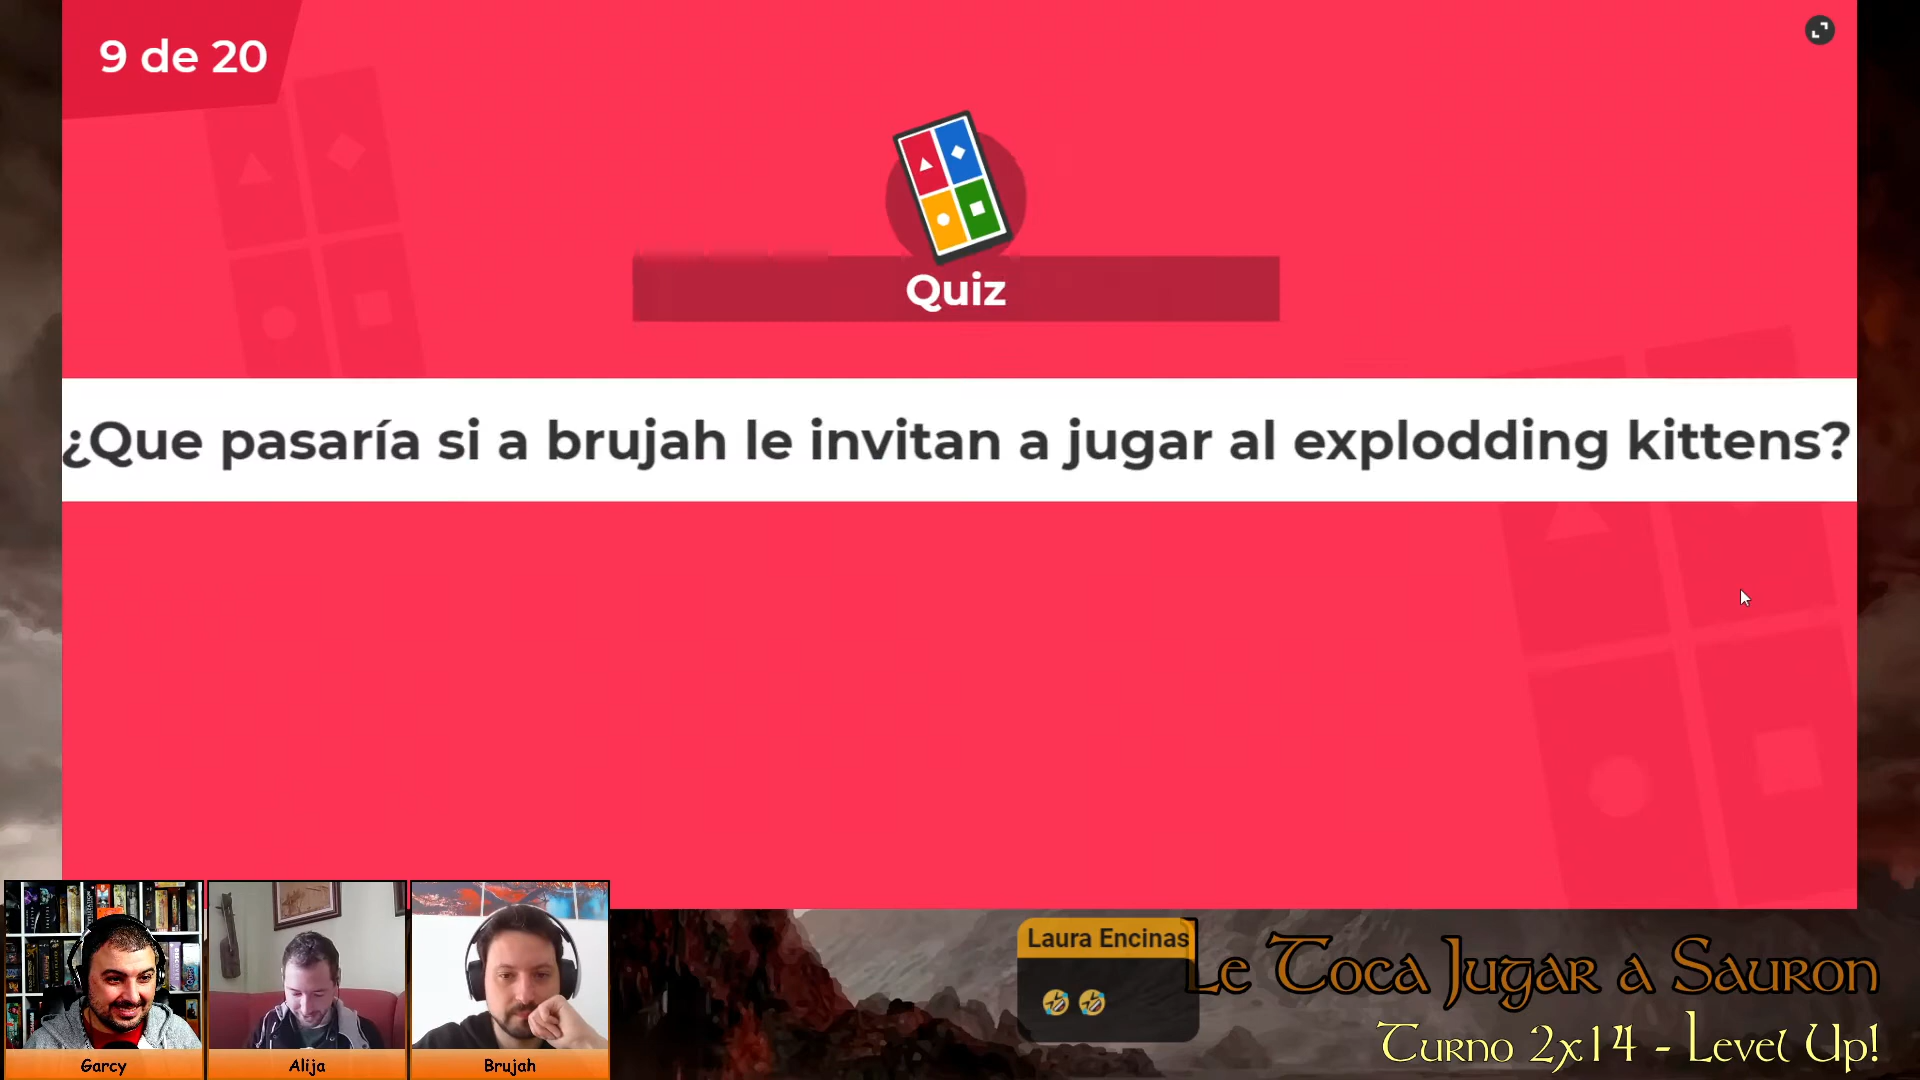 9 de 20
Quiz
¿Que pasaría si a brujah le invitan a jugar al explodding kittens?
Laura Encinas
Le Toca Jugar a Sauron
Turno 2x14 - Level Up!
Garcy
Alija
Brujah